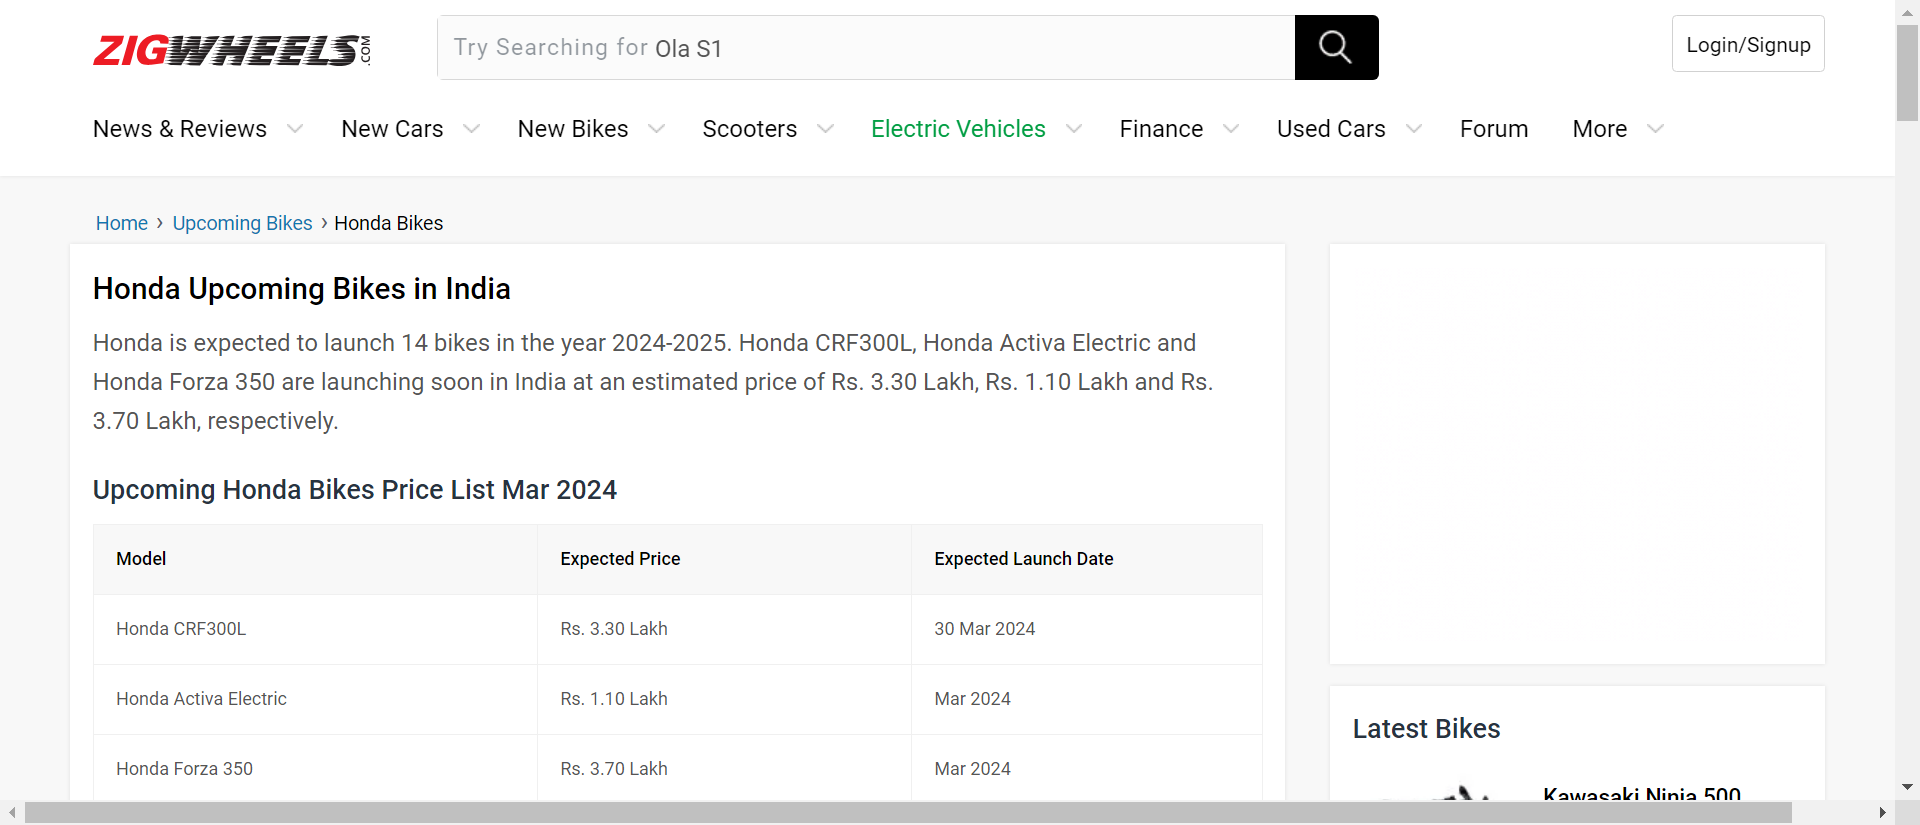 ZIGWHEELS.COM
Try Searching for Ola S1
Login/Signup
News & Reviews
New Cars
New Bikes
Scooters
Electric Vehicles
Finance
Used Cars
Forum
More
Home › Upcoming Bikes › Honda Bikes
Honda Upcoming Bikes in India
Honda is expected to launch 14 bikes in the year 2024-2025. Honda CRF300L, Honda Activa Electric and
Honda Forza 350 are launching soon in India at an estimated price of Rs. 3.30 Lakh, Rs. 1.10 Lakh and Rs.
3.70 Lakh, respectively.
Upcoming Honda Bikes Price List Mar 2024
Model Expected Price Expected Launch Date
Honda CRF300L Rs. 3.30 Lakh 30 Mar 2024
Honda Activa Electric Rs. 1.10 Lakh Mar 2024
Honda Forza 350 Rs. 3.70 Lakh Mar 2024
Latest Bikes
Kawasaki Ninja 500